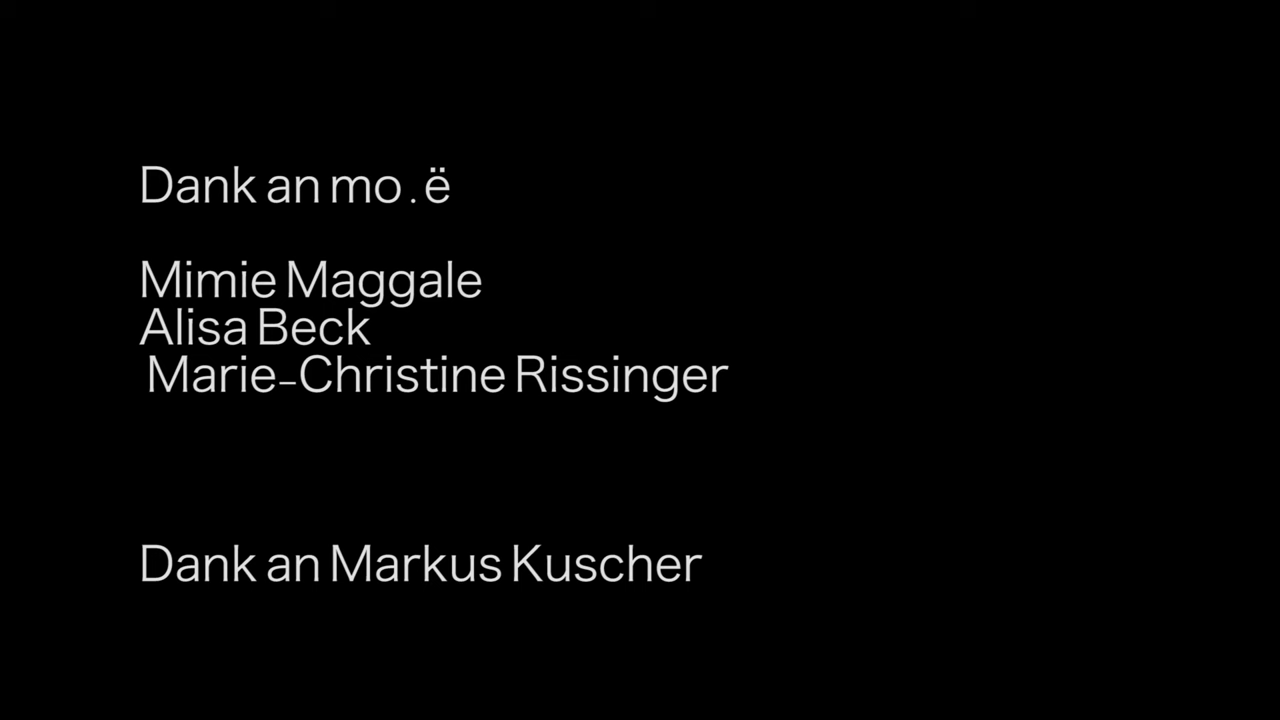 Dank an mo . ë
Mimie Maggale
Alisa Beck
Marie-Christine Rissinger
Dank an Markus Kuscher